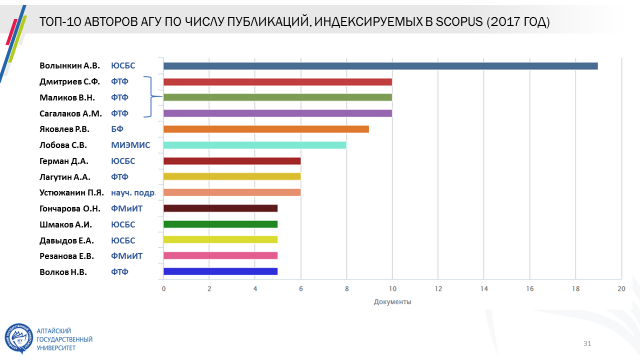 ТОП-10 АВТОРОВ АГУ ПО ЧИСЛУ ПУБЛИКАЦИЙ, ИНДЕКСИРУЕМЫХ В SCOPUS (2017 ГОД)
Волынкин А.В. ЮСБС
Дмитриев С.Ф. ФТФ
Маликов В.Н. ФТФ
Сагалаков А.М. ФТФ
Яковлев Р.В. БФ
Лобова С.В. МИЭМИС
Герман Д.А. ЮСБС
Лагутин А.А. ФТФ
Устюжанин П.Я. науч. подр.
Гончарова О.Н. ФМиИТ
Шмаков А.И. ЮСБС
Давыдов Е.А. ЮСБС
Резанова Е.В. ФМиИТ
Волков Н.В. ФТФ
0 2 4 6 8 10 12 14 16 18 20
Документы
АЛТАЙСКИЙ
ГОСУДАРСТВЕННЫЙ
УНИВЕРСИТЕТ
31